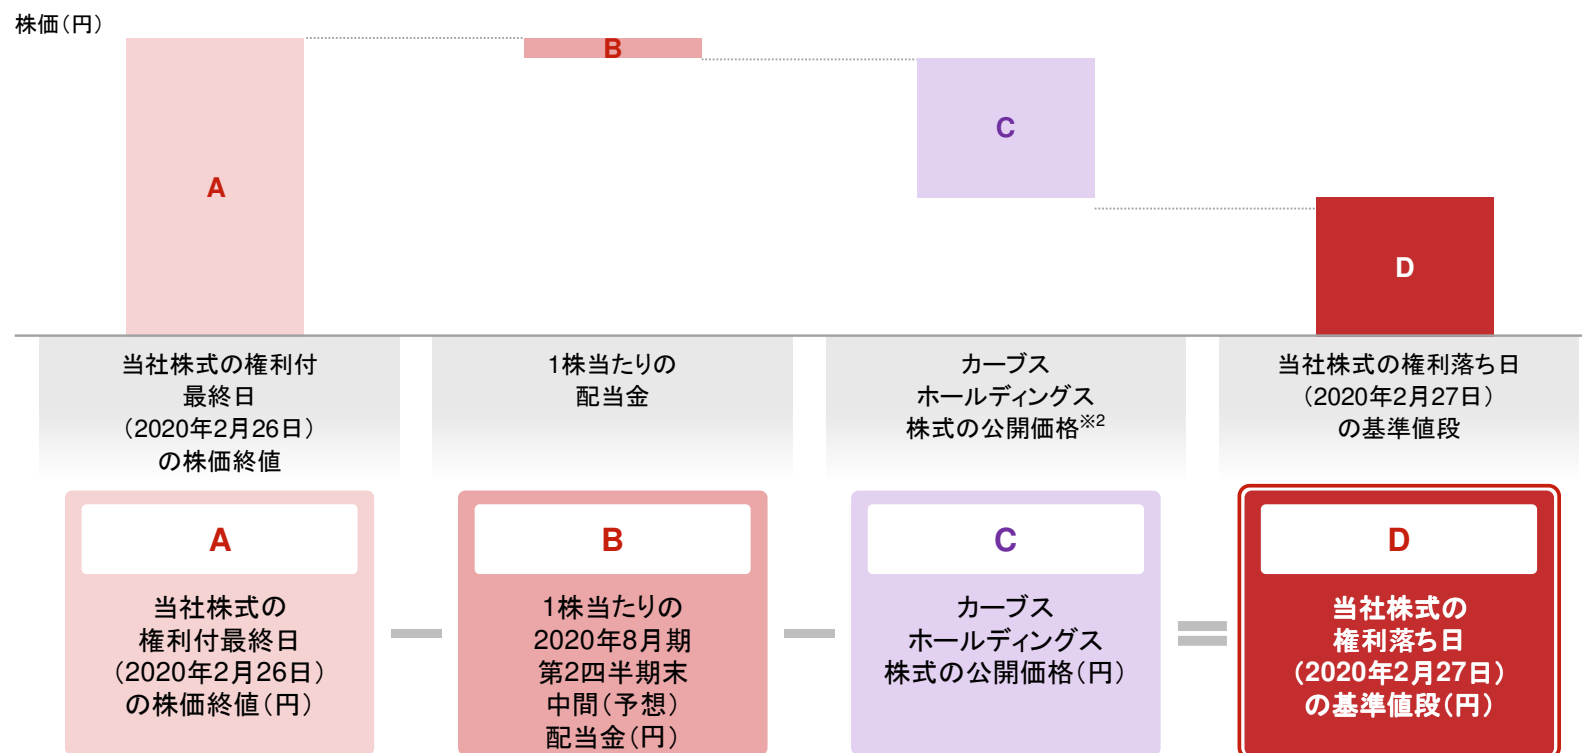 株価(円)
A
B
C
D
当社株式の権利付
最終日
(2020年2月26日)
の株価終値
1株当たりの
配当金
カーブス
ホールディングス
株式の公開価格※2
当社株式の権利落ち日
(2020年2月27日)
の基準値段
A
当社株式の
権利付最終日
(2020年2月26日)
の株価終値(円)
B
1株当たりの
2020年8月期
第2四半期末
中間(予想)
配当金(円)
C
カーブス
ホールディングス
株式の公開価格(円)
D
当社株式の
権利落ち日
(2020年2月27日)
の基準値段(円)